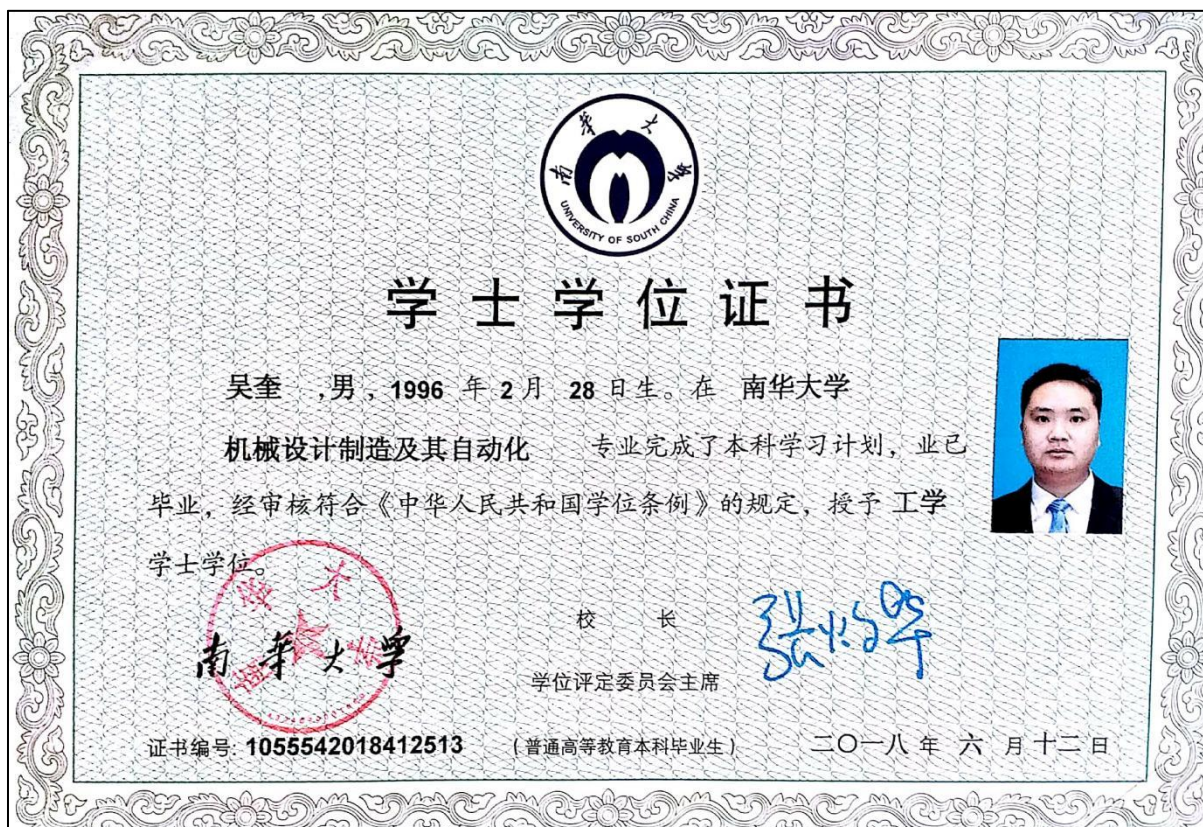 南华大学
UNIVERSITY OF SOUTH CHINA
学士学位证书
吴奎 ,男, 1996 年 2 月 28 日生。在 南华大学
机械设计制造及其自动化 专业完成了本科学习计划,业已
毕业,经审核符合《中华人民共和国学位条例》的规定,授予 工学
学士学位。
南华大学
南华大学
校 长
学位评定委员会主席
证书编号: 1055542018412513 (普通高等教育本科毕业生) 二〇一八 年 六 月 十二 日